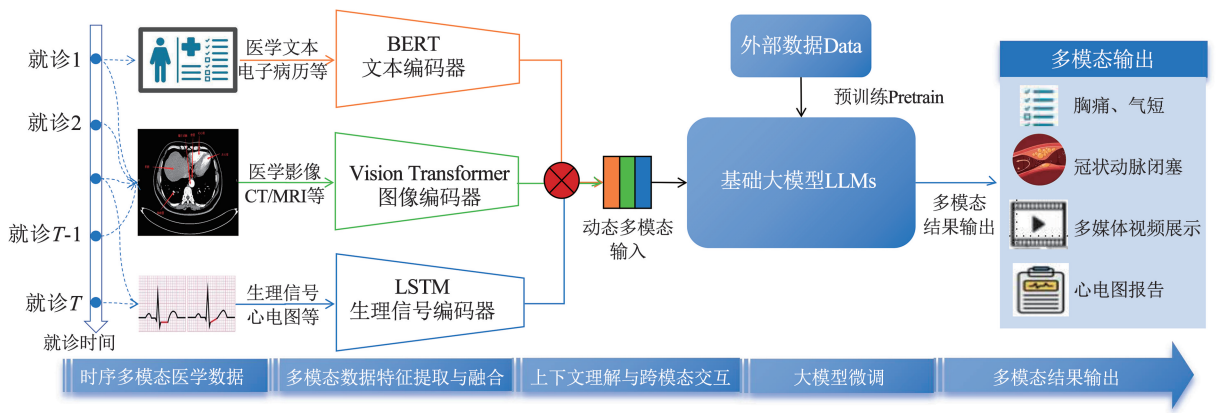 就诊1
就诊2
就诊T-1
就诊T
就诊时间
医学文本
电子病历等
医学影像
CT/MRI等
生理信号
心电图等
BERT
文本编码器
Vision Transformer
图像编码器
LSTM
生理信号编码器
动态多模态
输入
外部数据Data
预训练Pretrain
基础大模型LLMs
多模态
结果输出
多模态输出
胸痛、气短
冠状动脉闭塞
多媒体视频展示
心电图报告
时序多模态医学数据
多模态数据特征提取与融合
上下文理解与跨模态交互
大模型微调
多模态结果输出